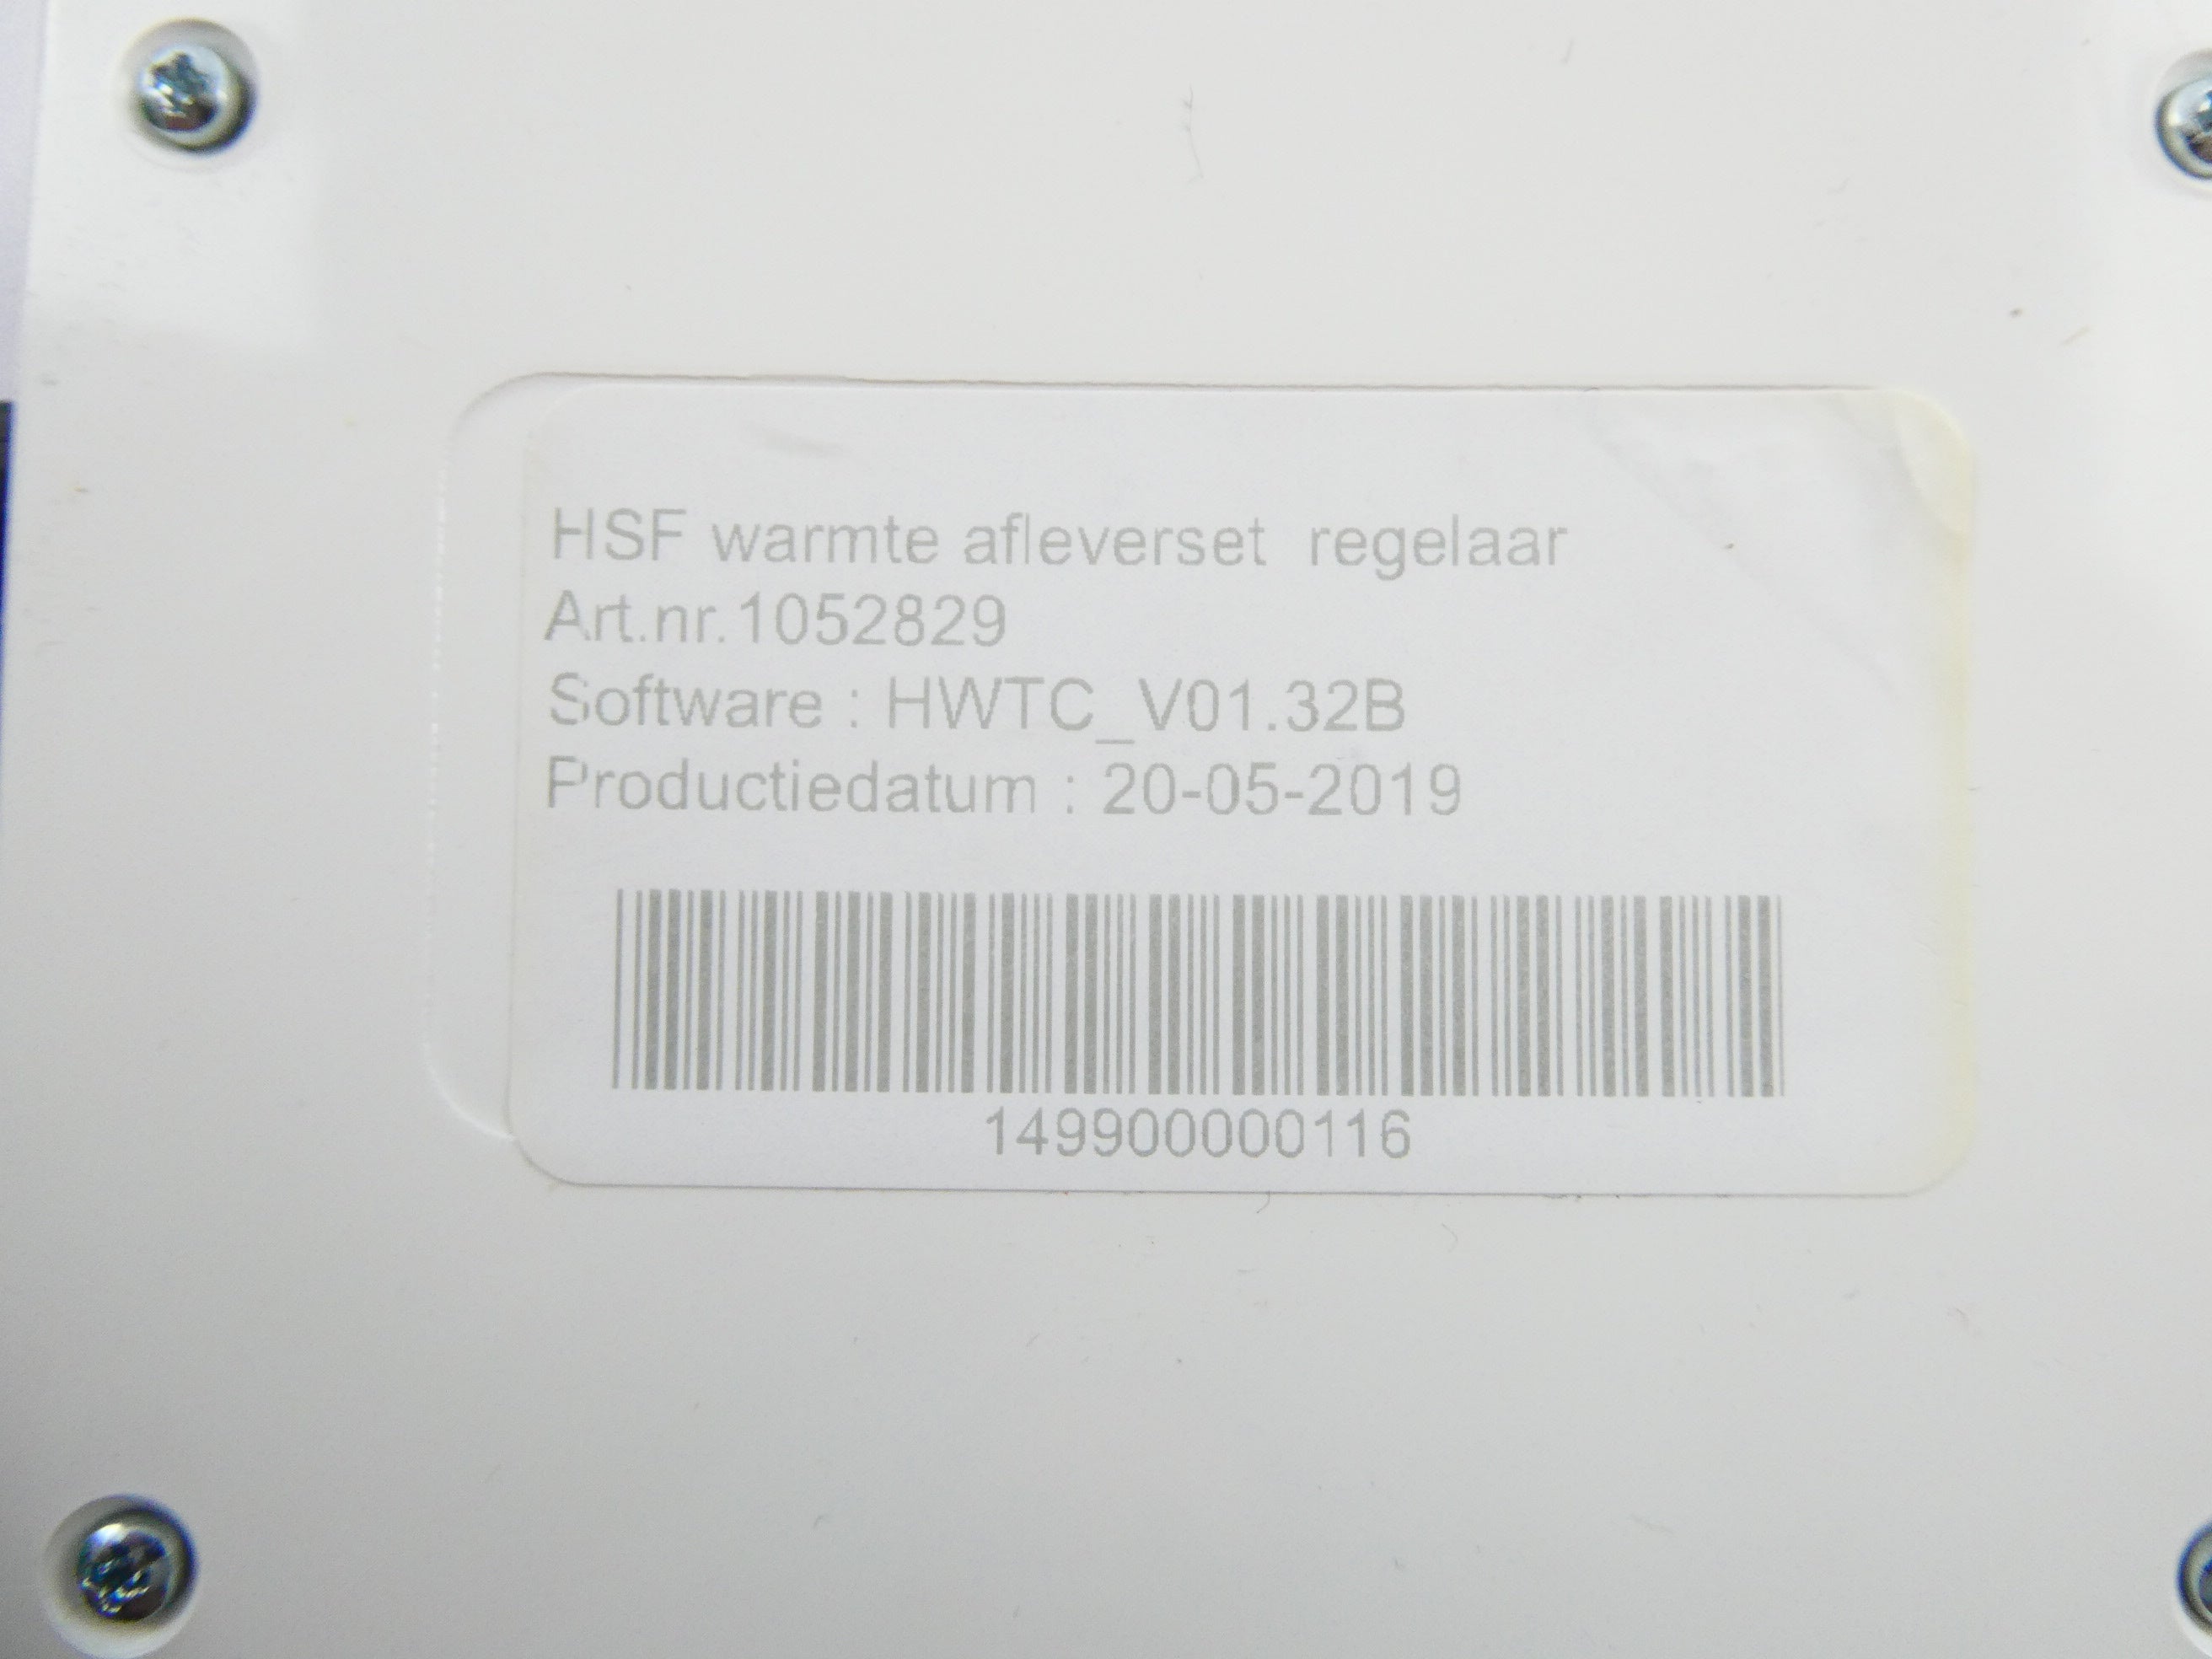 HSF warmte afleverset regelaar
Art.nr.1052829
Software : HWTC_V01.32B
Productiedatum : 20-05-2019
149900000116